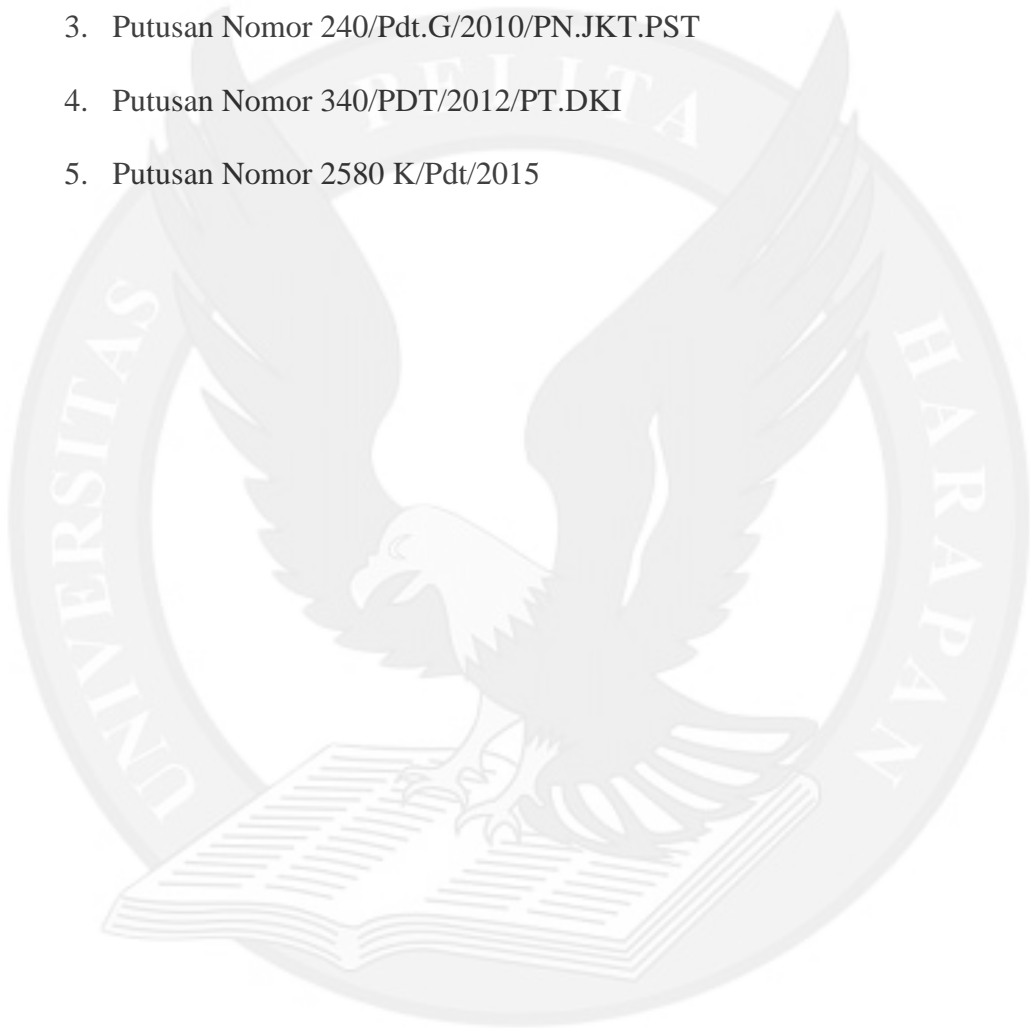 3. Putusan Nomor 240/Pdt.G/2010/PN.JKT.PST
4. Putusan Nomor 340/PDT/2012/PT.DKI
5. Putusan Nomor 2580 K/Pdt/2015
UNIVERSITAS PELITA HARAPAN